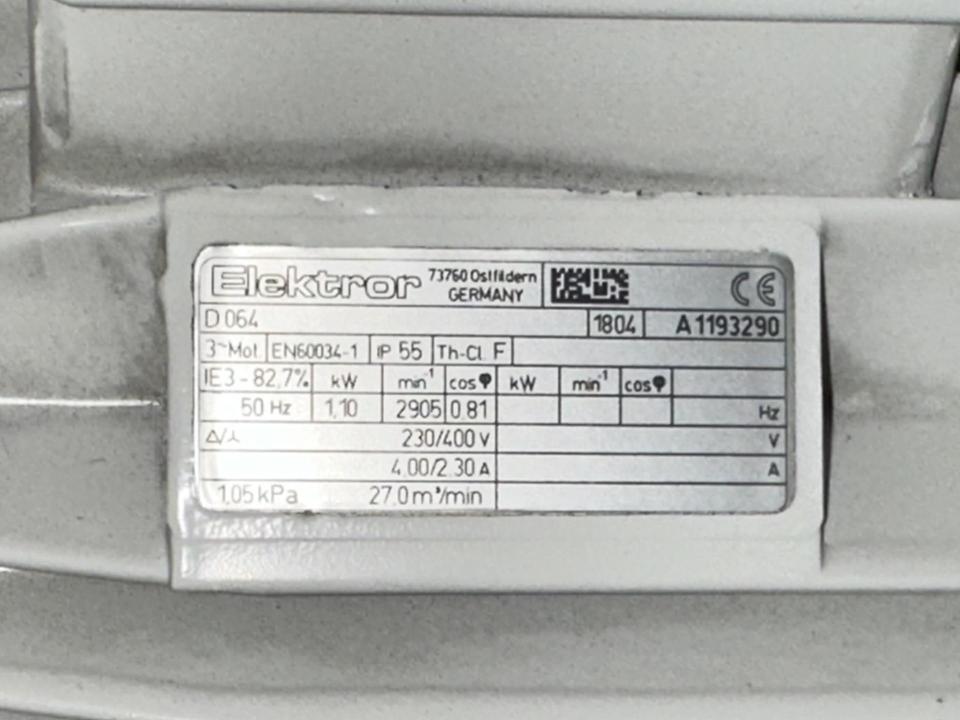 Elektror 73760 Ostfildern
GERMANY CE
D 064 1804 A1193290
3~Mot. EN60034-1 IP 55 Th-Cl. F
IE3-82,7% kW min⁻¹ cosφ kW min⁻¹ cosφ
50 Hz 1,10 2905 0.81 Hz
Δ/⅄ 230/400 V V
4.00/2.30 A A
1,05 kPa 27.0 m³/min